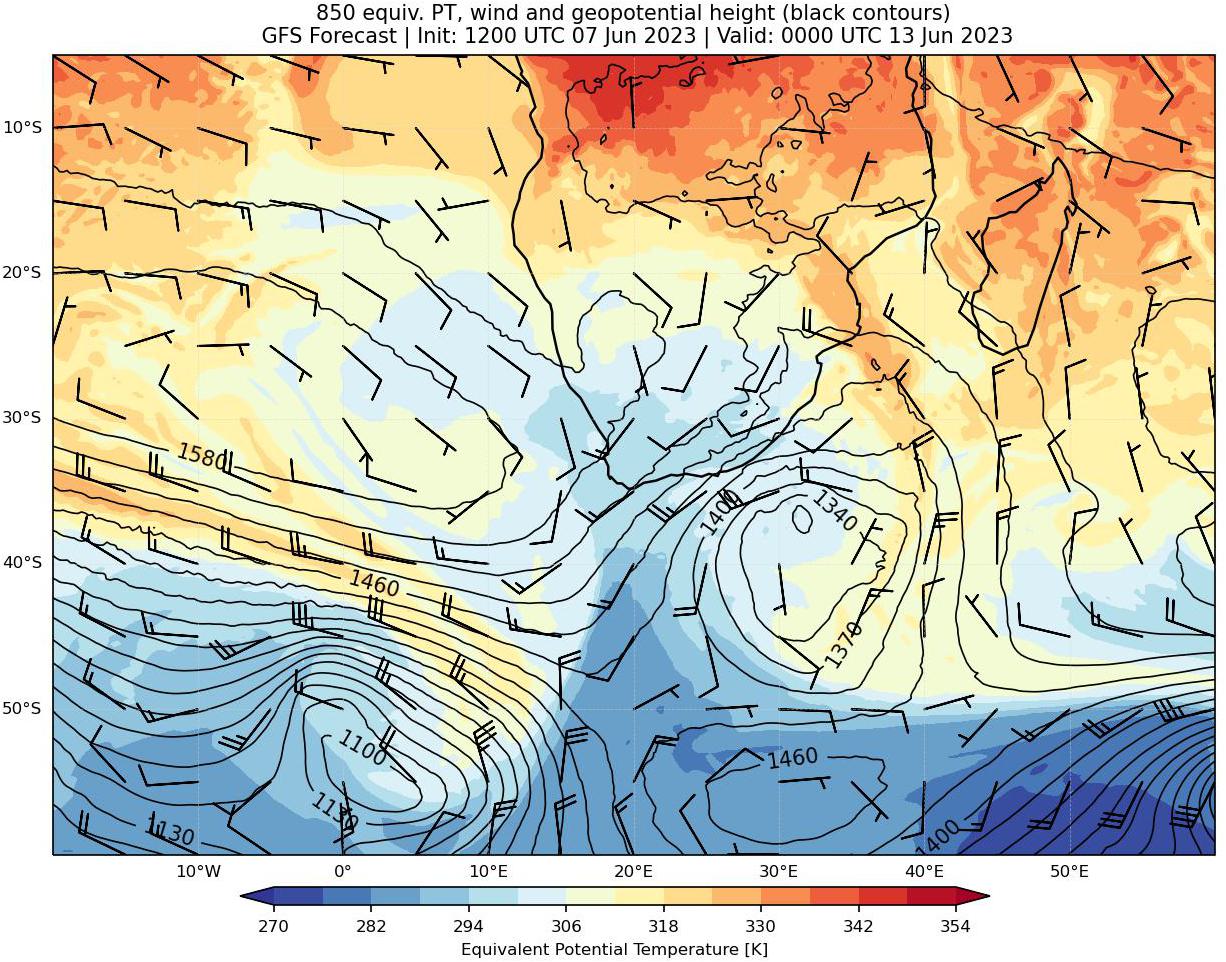 850 equiv. PT, wind and geopotential height (black contours)
GFS Forecast | Init: 1200 UTC 07 Jun 2023 | Valid: 0000 UTC 13 Jun 2023
10°S
20°S
30°S
1580
1400
1340
40°S
1460
1370
50°S
1100
1460
1130
1130
1400
10°W 0° 10°E 20°E 30°E 40°E 50°E
270 282 294 306 318 330 342 354
Equivalent Potential Temperature [K]